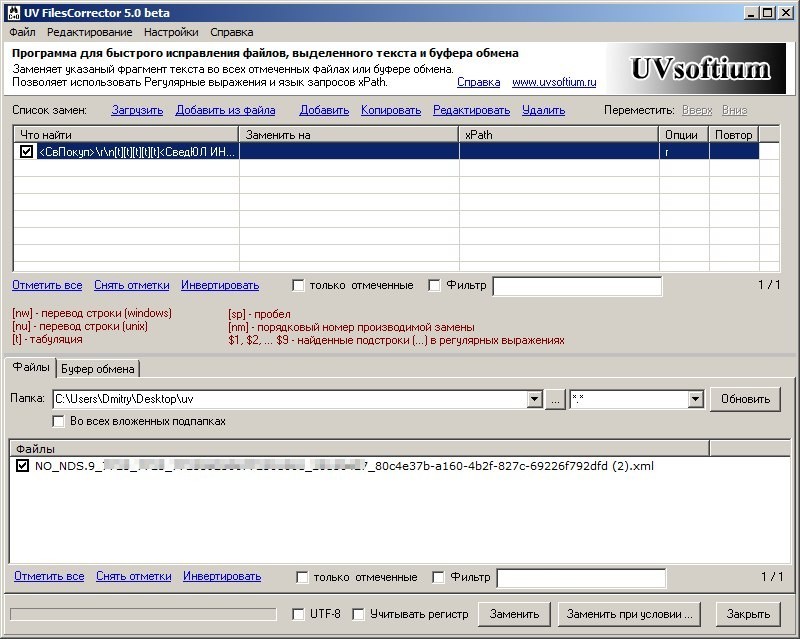 UV FilesCorrector 5.0 beta
Файл Редактирование Настройки Справка
Программа для быстрого исправления файлов, выделенного текста и буфера обмена
Заменяет указаный фрагмент текста во всех отмеченных файлах или буфере обмена.
Позволяет использовать Регулярные выражения и язык запросов xPath.
Справка www.uvsoftium.ru
UVsoftium
Список замен: Загрузить Добавить из файла Добавить Копировать Редактировать Удалить Переместить: Вверх Вниз
Что найти Заменить на xPath Опции Повтор
<СвПокуп>\r\n[t][t][t][t][t]<СведЮЛ ИН... r
Отметить все Снять отметки Инвертировать только отмеченные Фильтр 1 / 1
[nw] - перевод строки (windows) [sp] - пробел
[nu] - перевод строки (unix) [nm] - порядковый номер производимой замены
[t] - табуляция $1, $2, ... $9 - найденные подстроки (...) в регулярных выражениях
Файлы Буфер обмена
Папка: C:\Users\Dmitry\Desktop\uv ... *.* Обновить
Во всех вложенных подпапках
Файлы
NO_NDS.9_ 7_80c4e37b-a160-4b2f-827c-69226f792dfd (2).xml
Отметить все Снять отметки Инвертировать только отмеченные Фильтр 1 / 1
UTF-8 Учитывать регистр Заменить Заменить при условии ... Закрыть